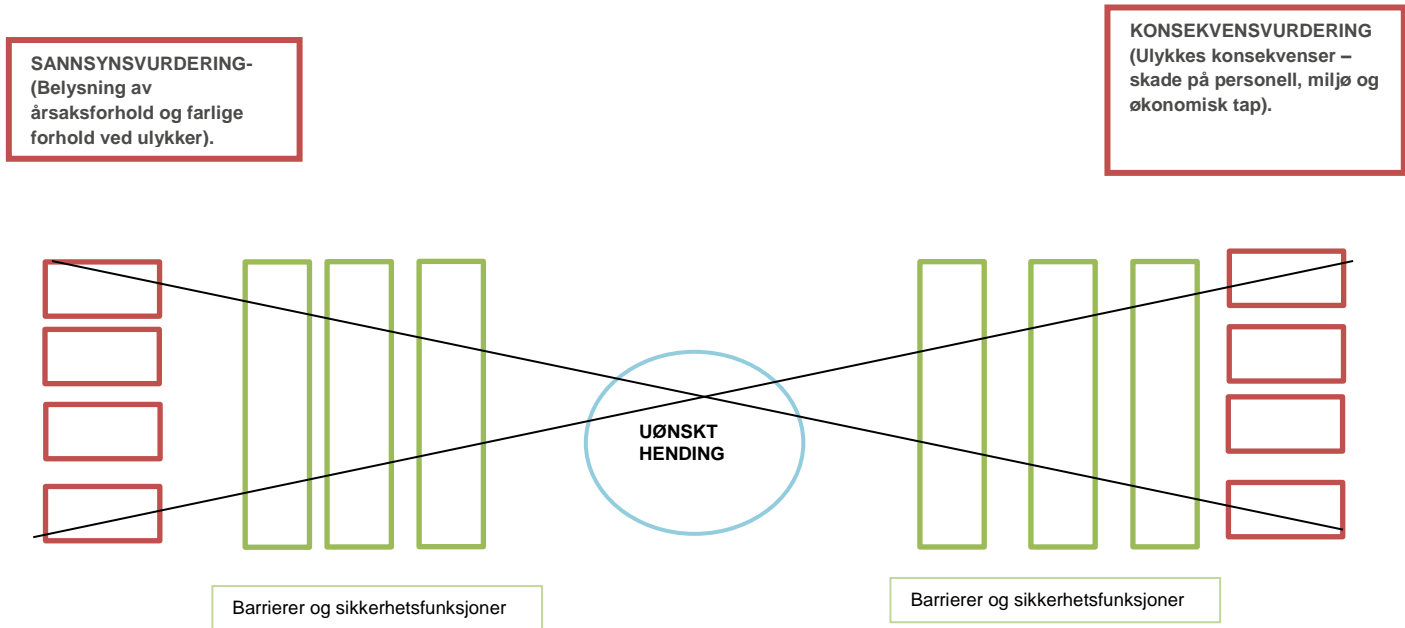 SANNSYNSVURDERING-
(Belysning av
årsaksforhold og farlige
forhold ved ulykker).
KONSEKVENSVURDERING
(Ulykkes konsekvenser –
skade på personell, miljø og
økonomisk tap).
UØNSKT
HENDING
Barrierer og sikkerhetsfunksjoner
Barrierer og sikkerhetsfunksjoner